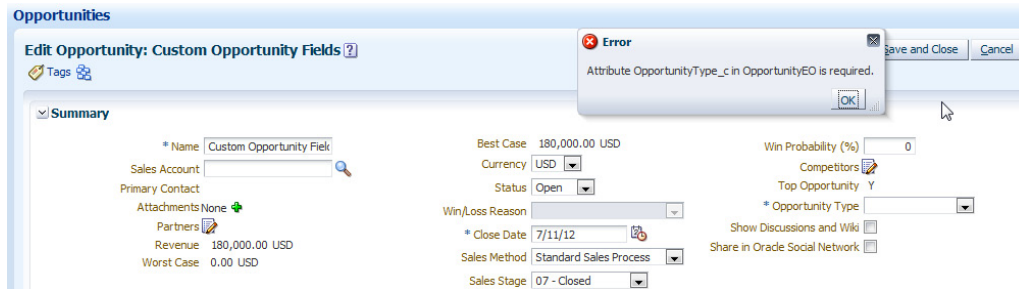 Opportunities
Edit Opportunity: Custom Opportunity Fields ?
Tags
Error
Attribute OpportunityType_c in OpportunityEO is required.
OK
Save and Close
Cancel
Summary
* Name Custom Opportunity Fiel
Sales Account
Primary Contact
Attachments None
Partners
Revenue 180,000.00 USD
Worst Case 0.00 USD
Best Case 180,000.00 USD
Currency USD
Status Open
Win/Loss Reason
* Close Date 7/11/12
Sales Method Standard Sales Process
Sales Stage 07 - Closed
Win Probability (%) 0
Competitors
Top Opportunity Y
* Opportunity Type
Show Discussions and Wiki
Share in Oracle Social Network